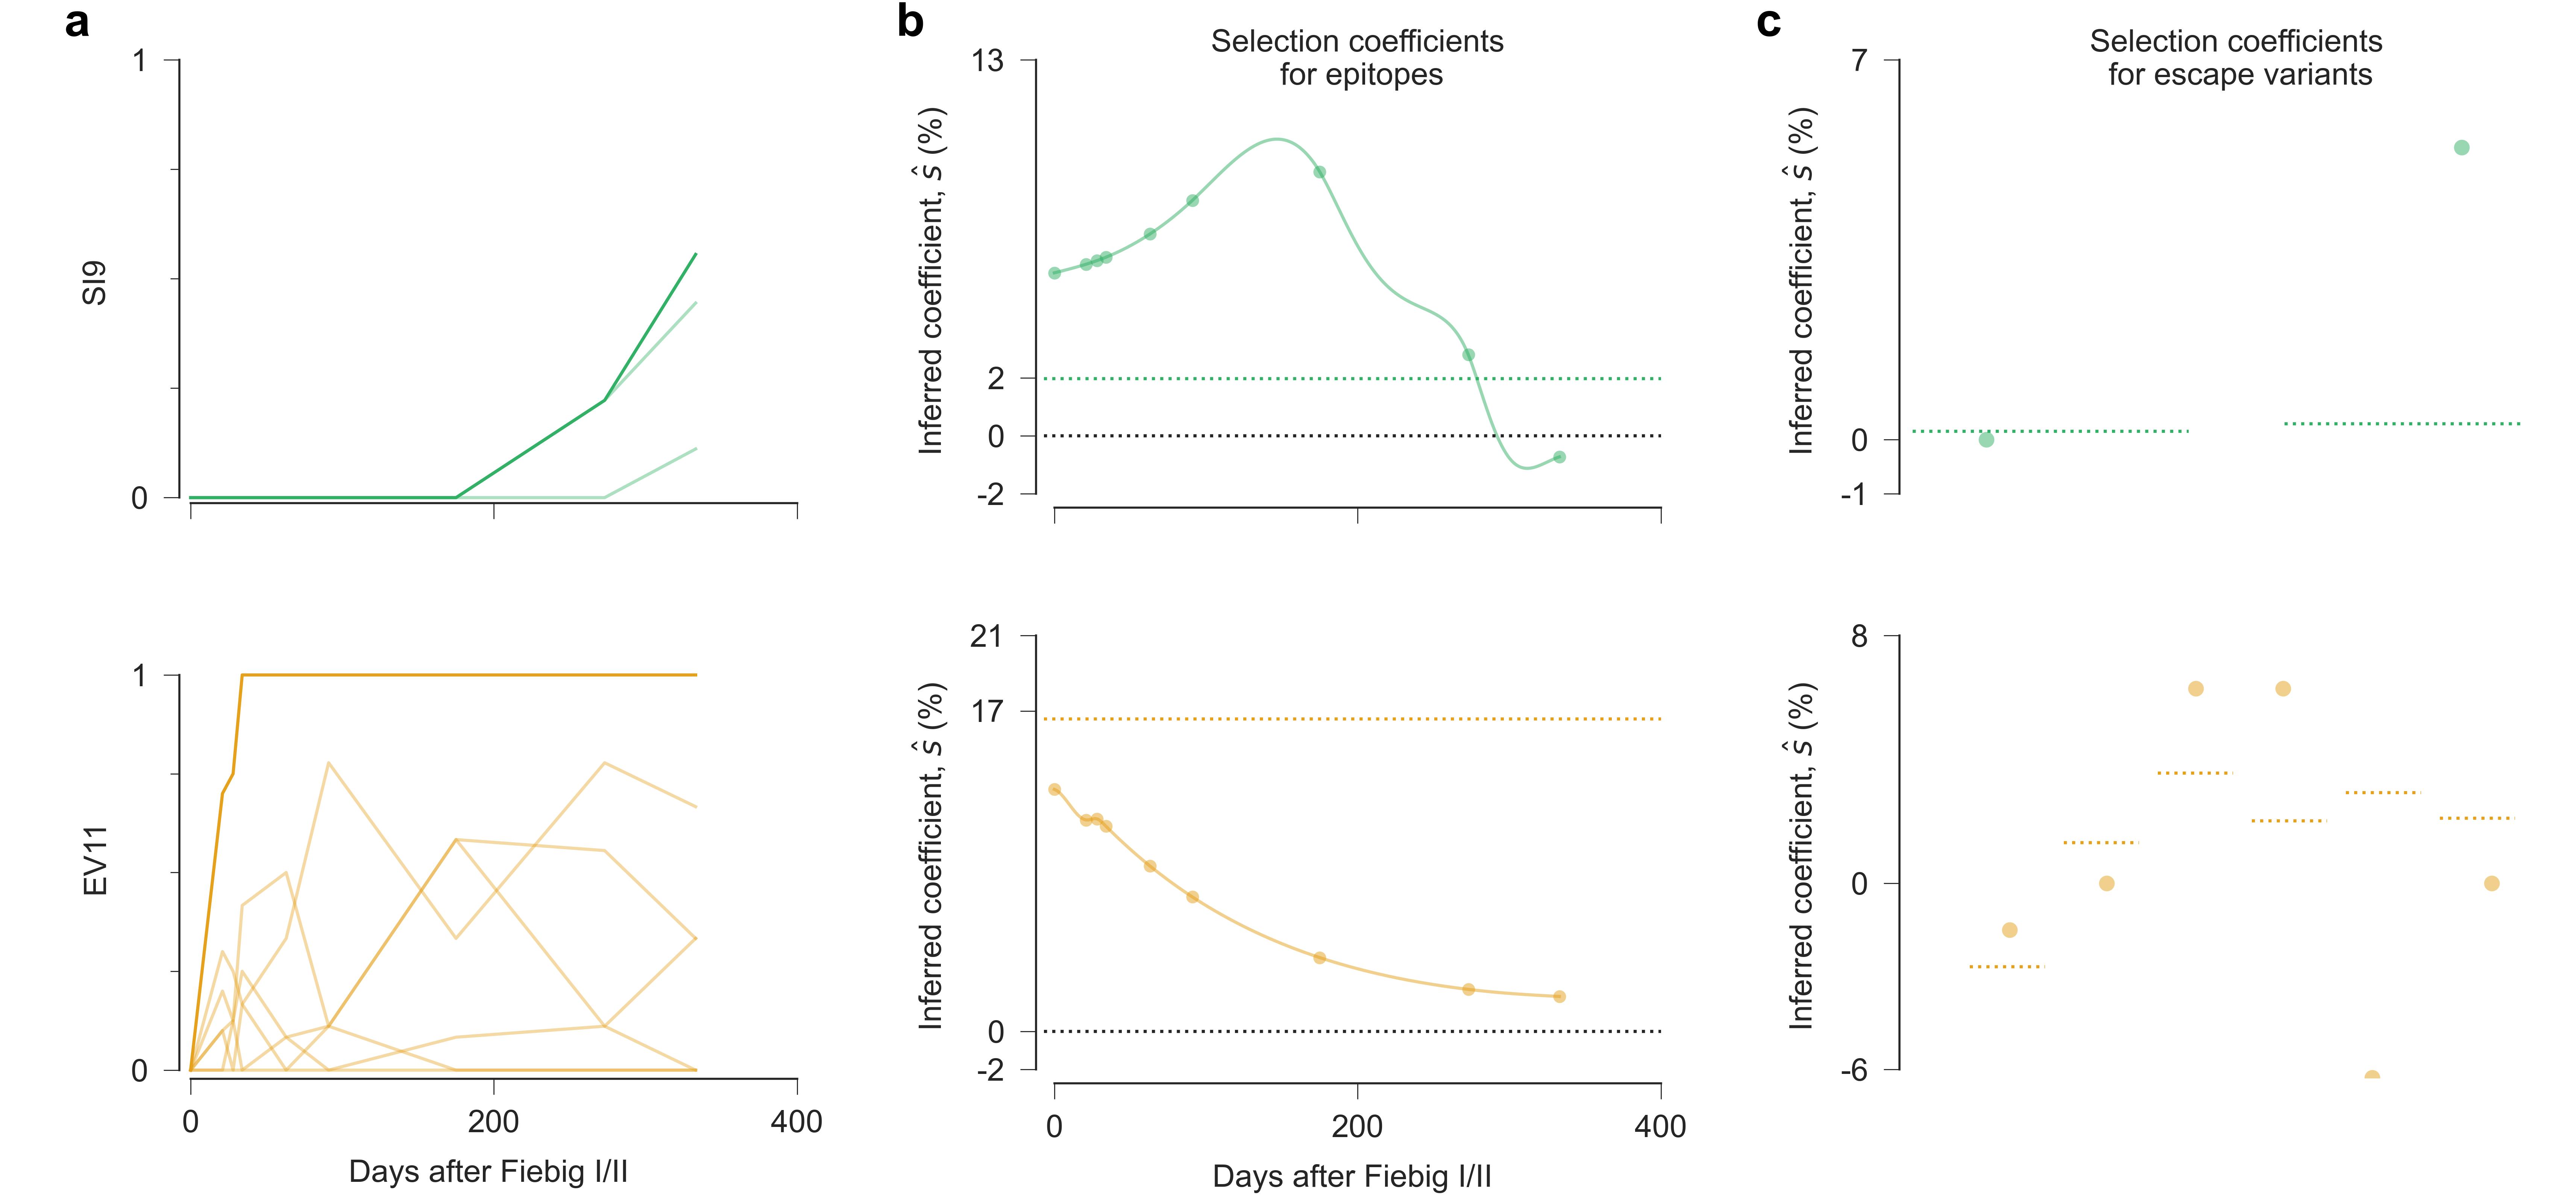 a
1
SI9
0
b
Selection coefficients
for epitopes
13
Inferred coefficient, ŝ (%)
2
0
-2
c
Selection coefficients
for escape variants
7
Inferred coefficient, ŝ (%)
0
-1
1
EV11
0
0
200
400
Days after Fiebig I/II
21
17
Inferred coefficient, ŝ (%)
0
-2
0
200
400
Days after Fiebig I/II
8
Inferred coefficient, ŝ (%)
0
-6